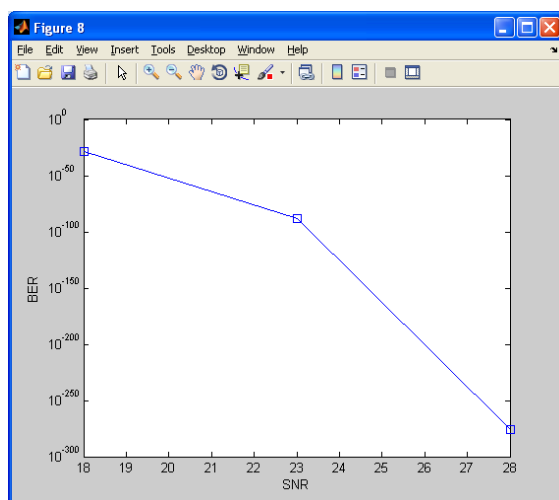 Figure 8
File Edit View Insert Tools Desktop Window Help
10^0
10^-50
10^-100
10^-150
10^-200
10^-250
10^-300
BER
18 19 20 21 22 23 24 25 26 27 28
SNR